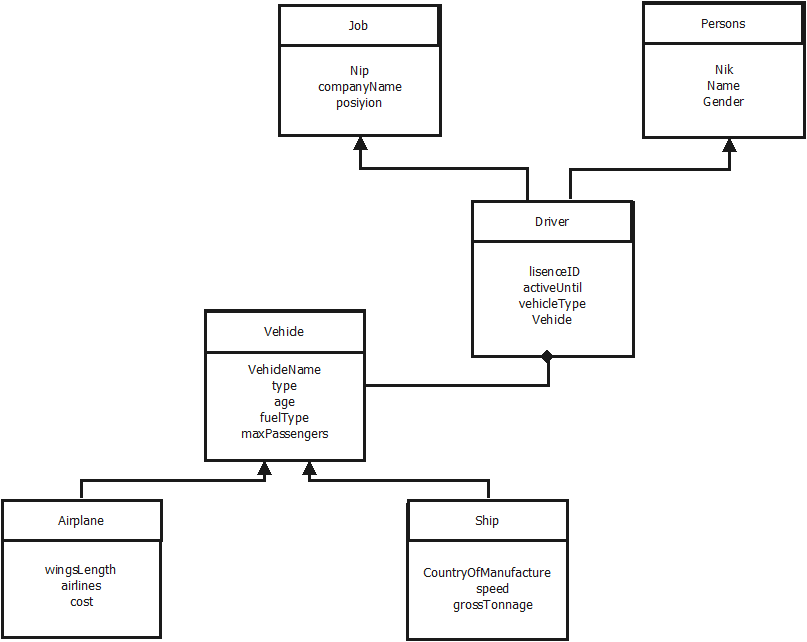 Job
Nip
companyName
posiyion
Persons
Nik
Name
Gender
Driver
lisenceID
activeUntil
vehicleType
Vehide
Vehide
VehideName
type
age
fuelType
maxPassengers
Airplane
wingsLength
airlines
cost
Ship
CountryOfManufacture
speed
grossTonnage